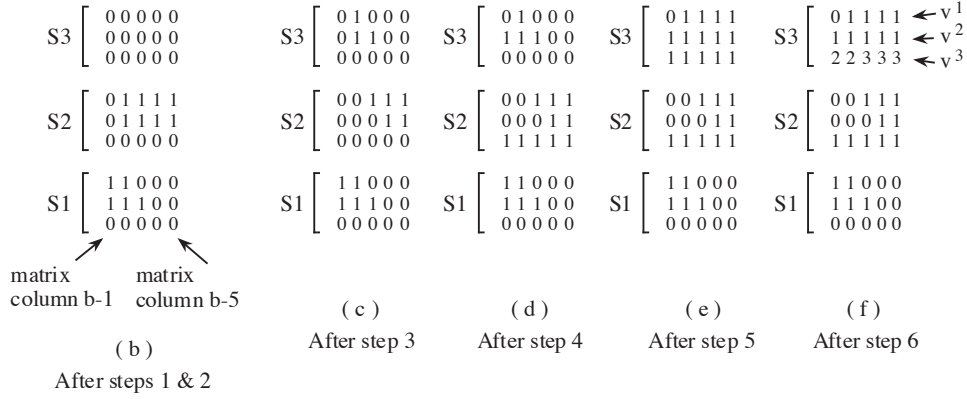 S3
0 0 0 0 0
0 0 0 0 0
0 0 0 0 0
S2
0 1 1 1 1
0 1 1 1 1
0 0 0 0 0
S1
1 1 0 0 0
1 1 1 0 0
0 0 0 0 0
matrix
column b-1
matrix
column b-5
( b )
After steps 1 & 2
S3
0 1 0 0 0
0 1 1 0 0
0 0 0 0 0
S2
0 0 1 1 1
0 0 0 1 1
0 0 0 0 0
S1
1 1 0 0 0
1 1 1 0 0
0 0 0 0 0
( c )
After step 3
S3
0 1 0 0 0
1 1 1 0 0
0 0 0 0 0
S2
0 0 1 1 1
0 0 0 1 1
1 1 1 1 1
S1
1 1 0 0 0
1 1 1 0 0
0 0 0 0 0
( d )
After step 4
S3
0 1 1 1 1
1 1 1 1 1
1 1 1 1 1
S2
0 0 1 1 1
0 0 0 1 1
1 1 1 1 1
S1
1 1 0 0 0
1 1 1 0 0
0 0 0 0 0
( e )
After step 5
S3
0 1 1 1 1 v 1
1 1 1 1 1 v 2
2 2 3 3 3 v 3
S2
0 0 1 1 1
0 0 0 1 1
1 1 1 1 1
S1
1 1 0 0 0
1 1 1 0 0
0 0 0 0 0
( f )
After step 6